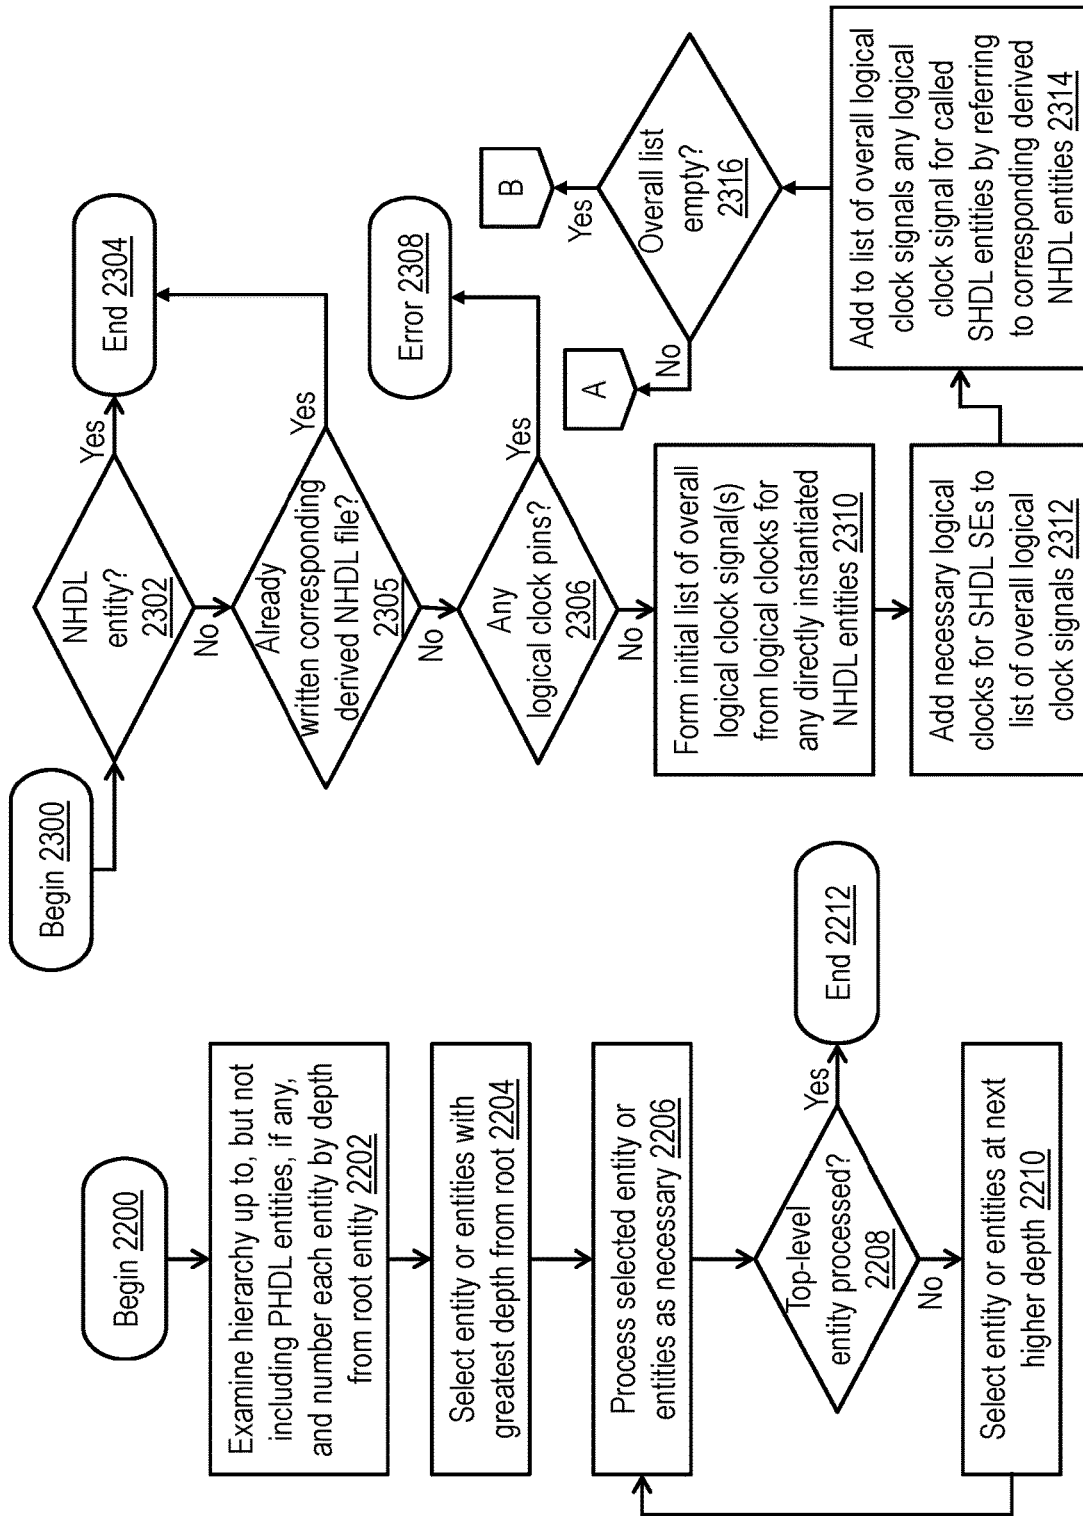 Begin 2200
Examine hierarchy up to, but not
including PHDL entities, if any,
and number each entity by depth
from root entity 2202
Select entity or entities with
greatest depth from root 2204
Process selected entity or
entities as necessary 2206
Top-level
entity processed?
2208
Yes
End 2212
No
Select entity or entities at next
higher depth 2210
Begin 2300
NHDL
entity?
2302
Yes
End 2304
No
Already
written corresponding
derived NHDL file?
2305
Yes
No
Any
logical clock pins?
2306
Yes
Error 2308
No
Form initial list of overall
logical clock signal(s)
from logical clocks for
any directly instantiated
NHDL entities 2310
Add necessary logical
clocks for SHDL SEs to
list of overall logical
clock signals 2312
Add to list of overall logical
clock signals any logical
clock signal for called
SHDL entities by referring
to corresponding derived
NHDL entities 2314
Overall list
empty?
2316
Yes
B
No
A